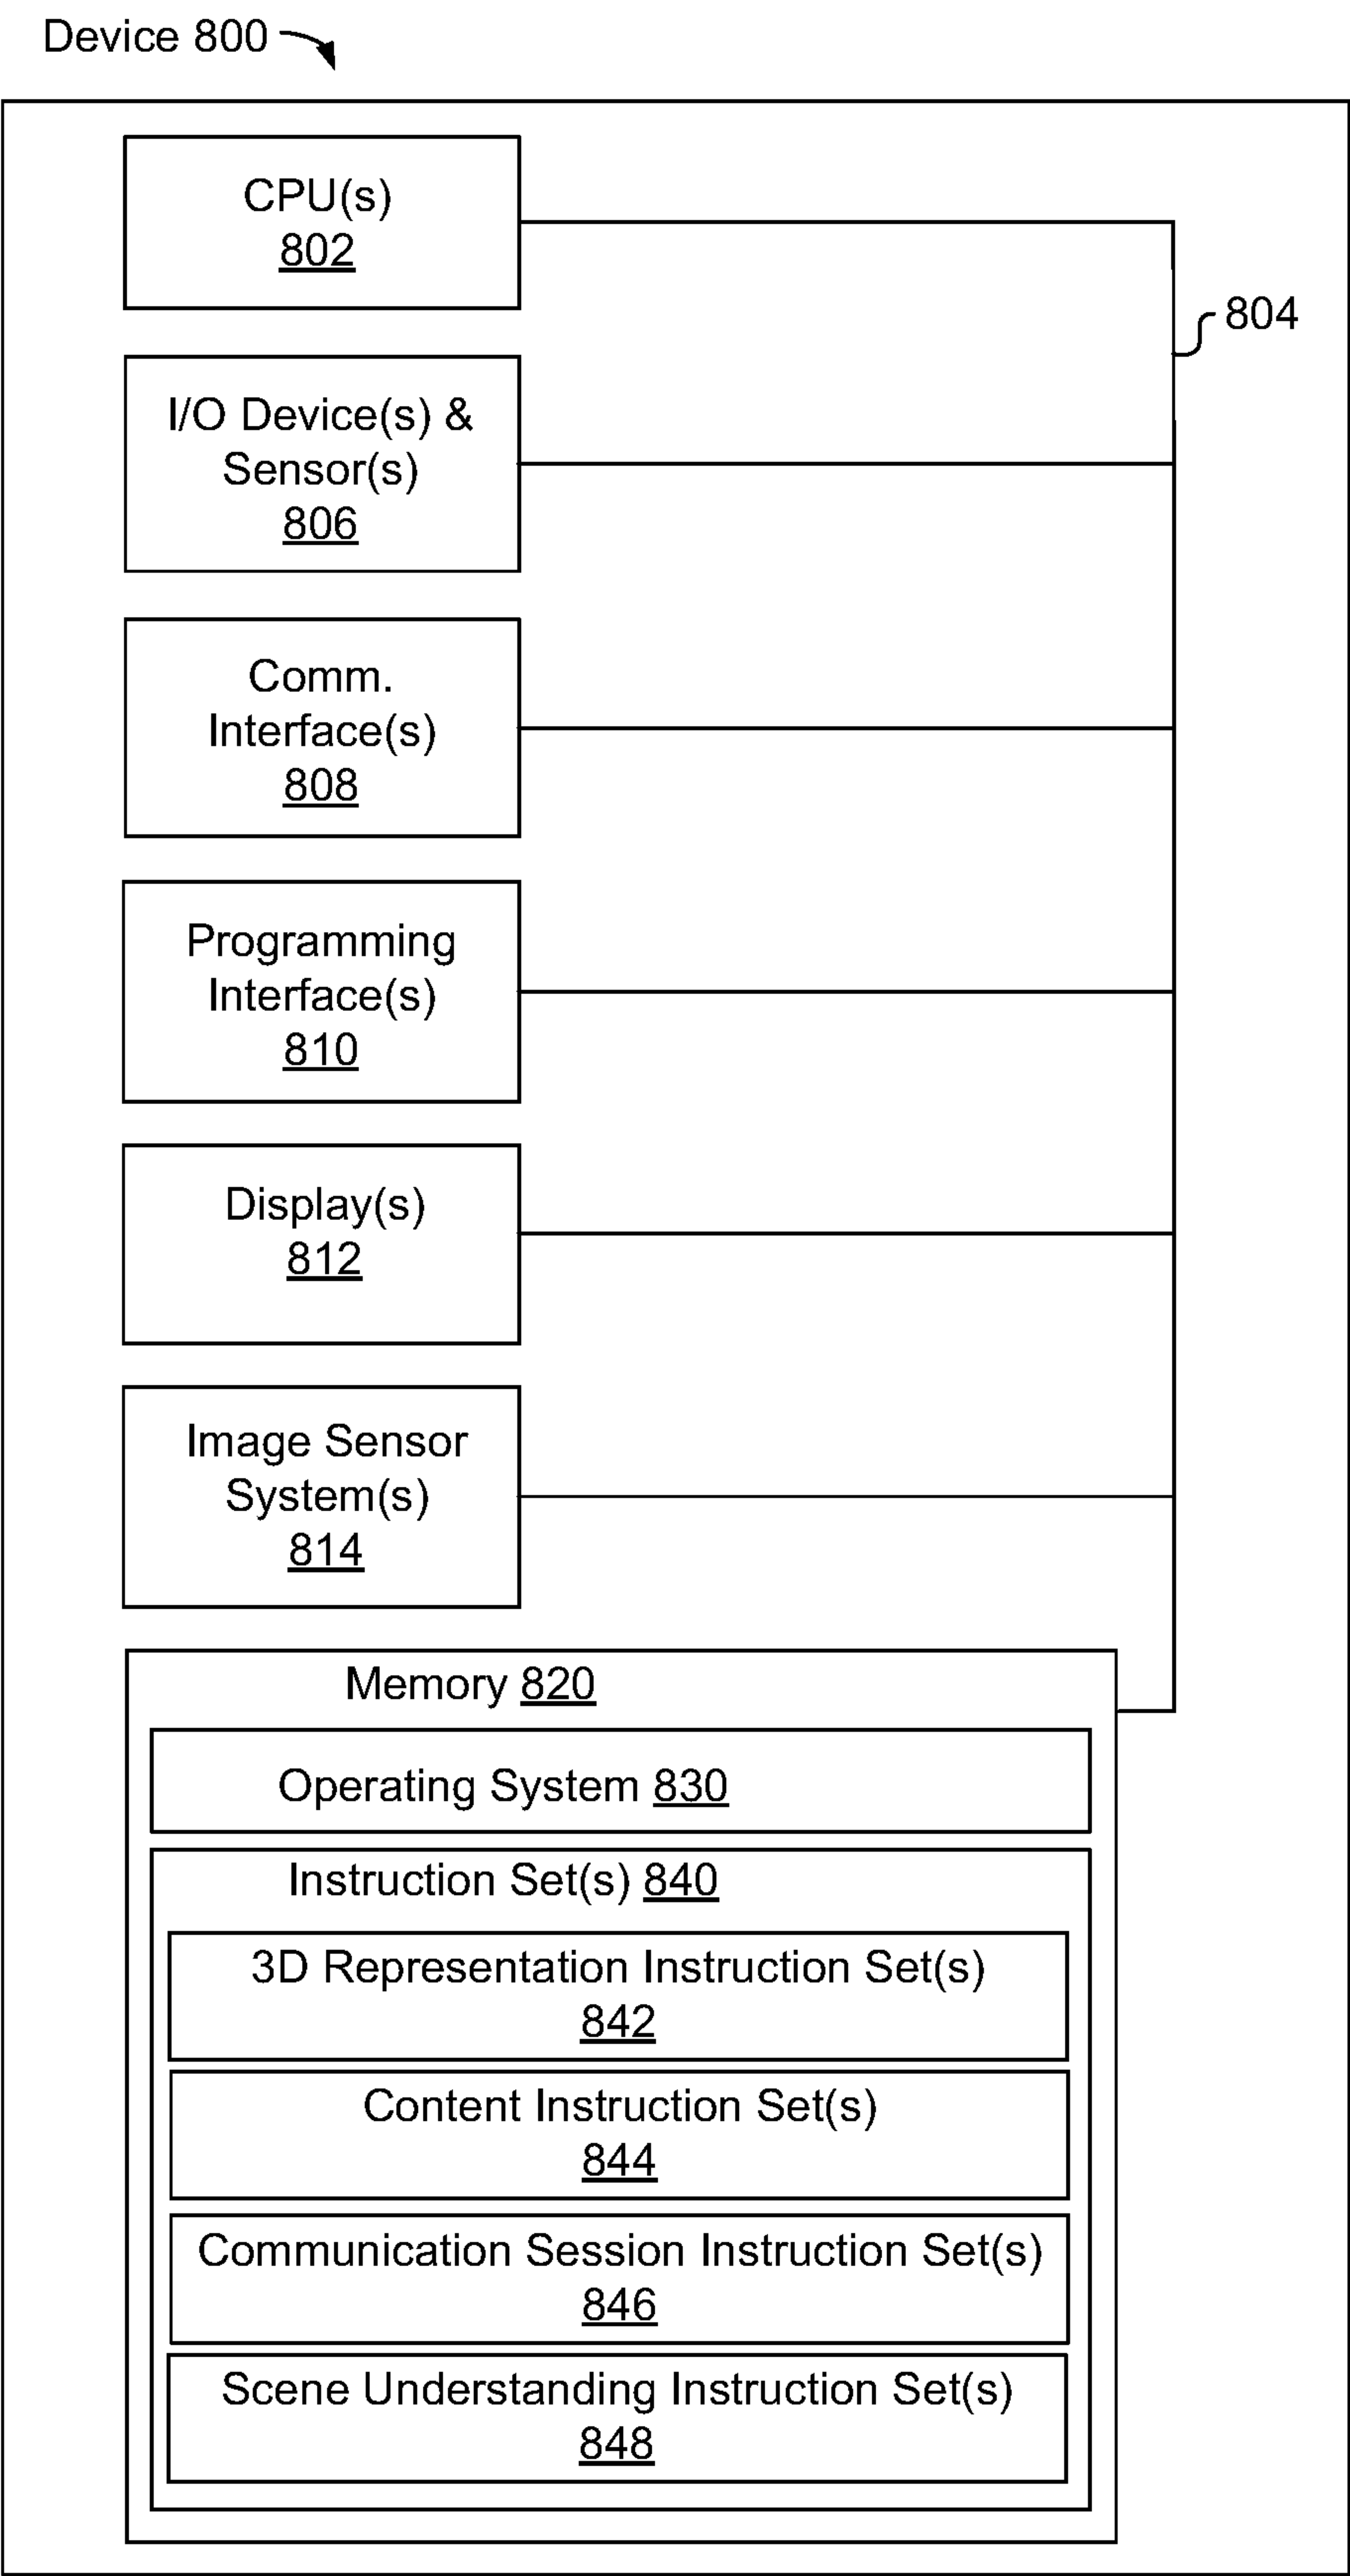 Device 800
CPU(s)
802
804
I/O Device(s) &
Sensor(s)
806
Comm.
Interface(s)
808
Programming
Interface(s)
810
Display(s)
812
Image Sensor
System(s)
814
Memory 820
Operating System 830
Instruction Set(s) 840
3D Representation Instruction Set(s)
842
Content Instruction Set(s)
844
Communication Session Instruction Set(s)
846
Scene Understanding Instruction Set(s)
848